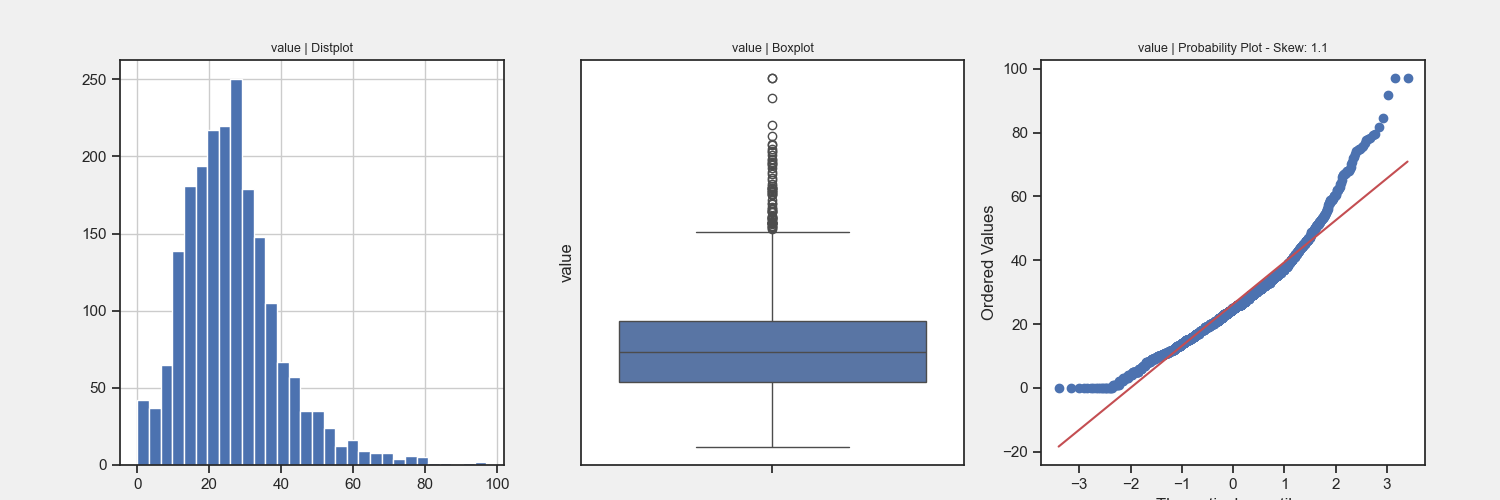 value | Distplot
250
200
150
100
50
0
0 20 40 60 80 100
value | Boxplot
value
value | Probability Plot - Skew: 1.1
100
80
60
40
20
0
−20
Ordered Values
−3 −2 −1 0 1 2 3